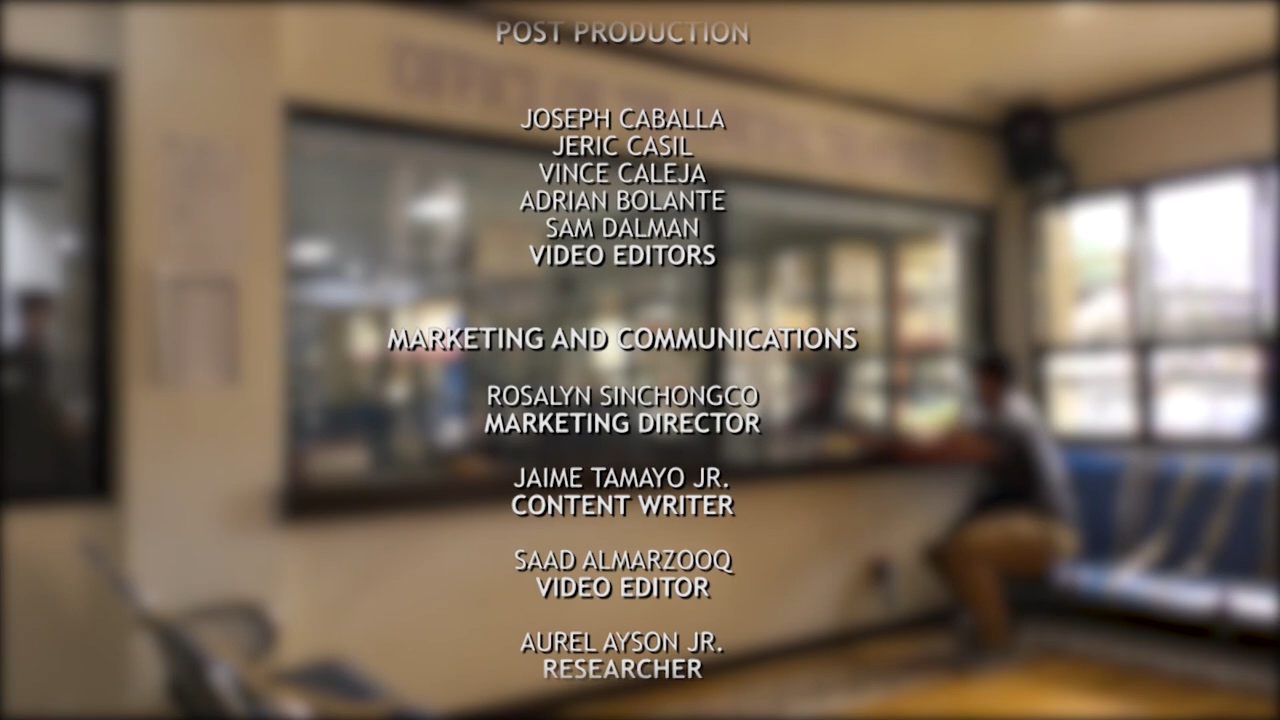 POST PRODUCTION
JOSEPH CABALLA
JERIC CASIL
VINCE CALEJA
ADRIAN BOLANTE
SAM DALMAN
VIDEO EDITORS
MARKETING AND COMMUNICATIONS
ROSALYN SINCHONGCO
MARKETING DIRECTOR
JAIME TAMAYO JR.
CONTENT WRITER
SAAD ALMARZOOQ
VIDEO EDITOR
AUREL AYSON JR.
RESEARCHER